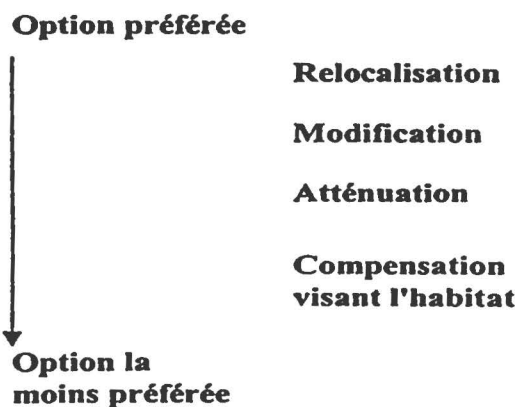 Option préférée
Relocalisation
Modification
Atténuation
Compensation
visant l'habitat
Option la
moins préférée